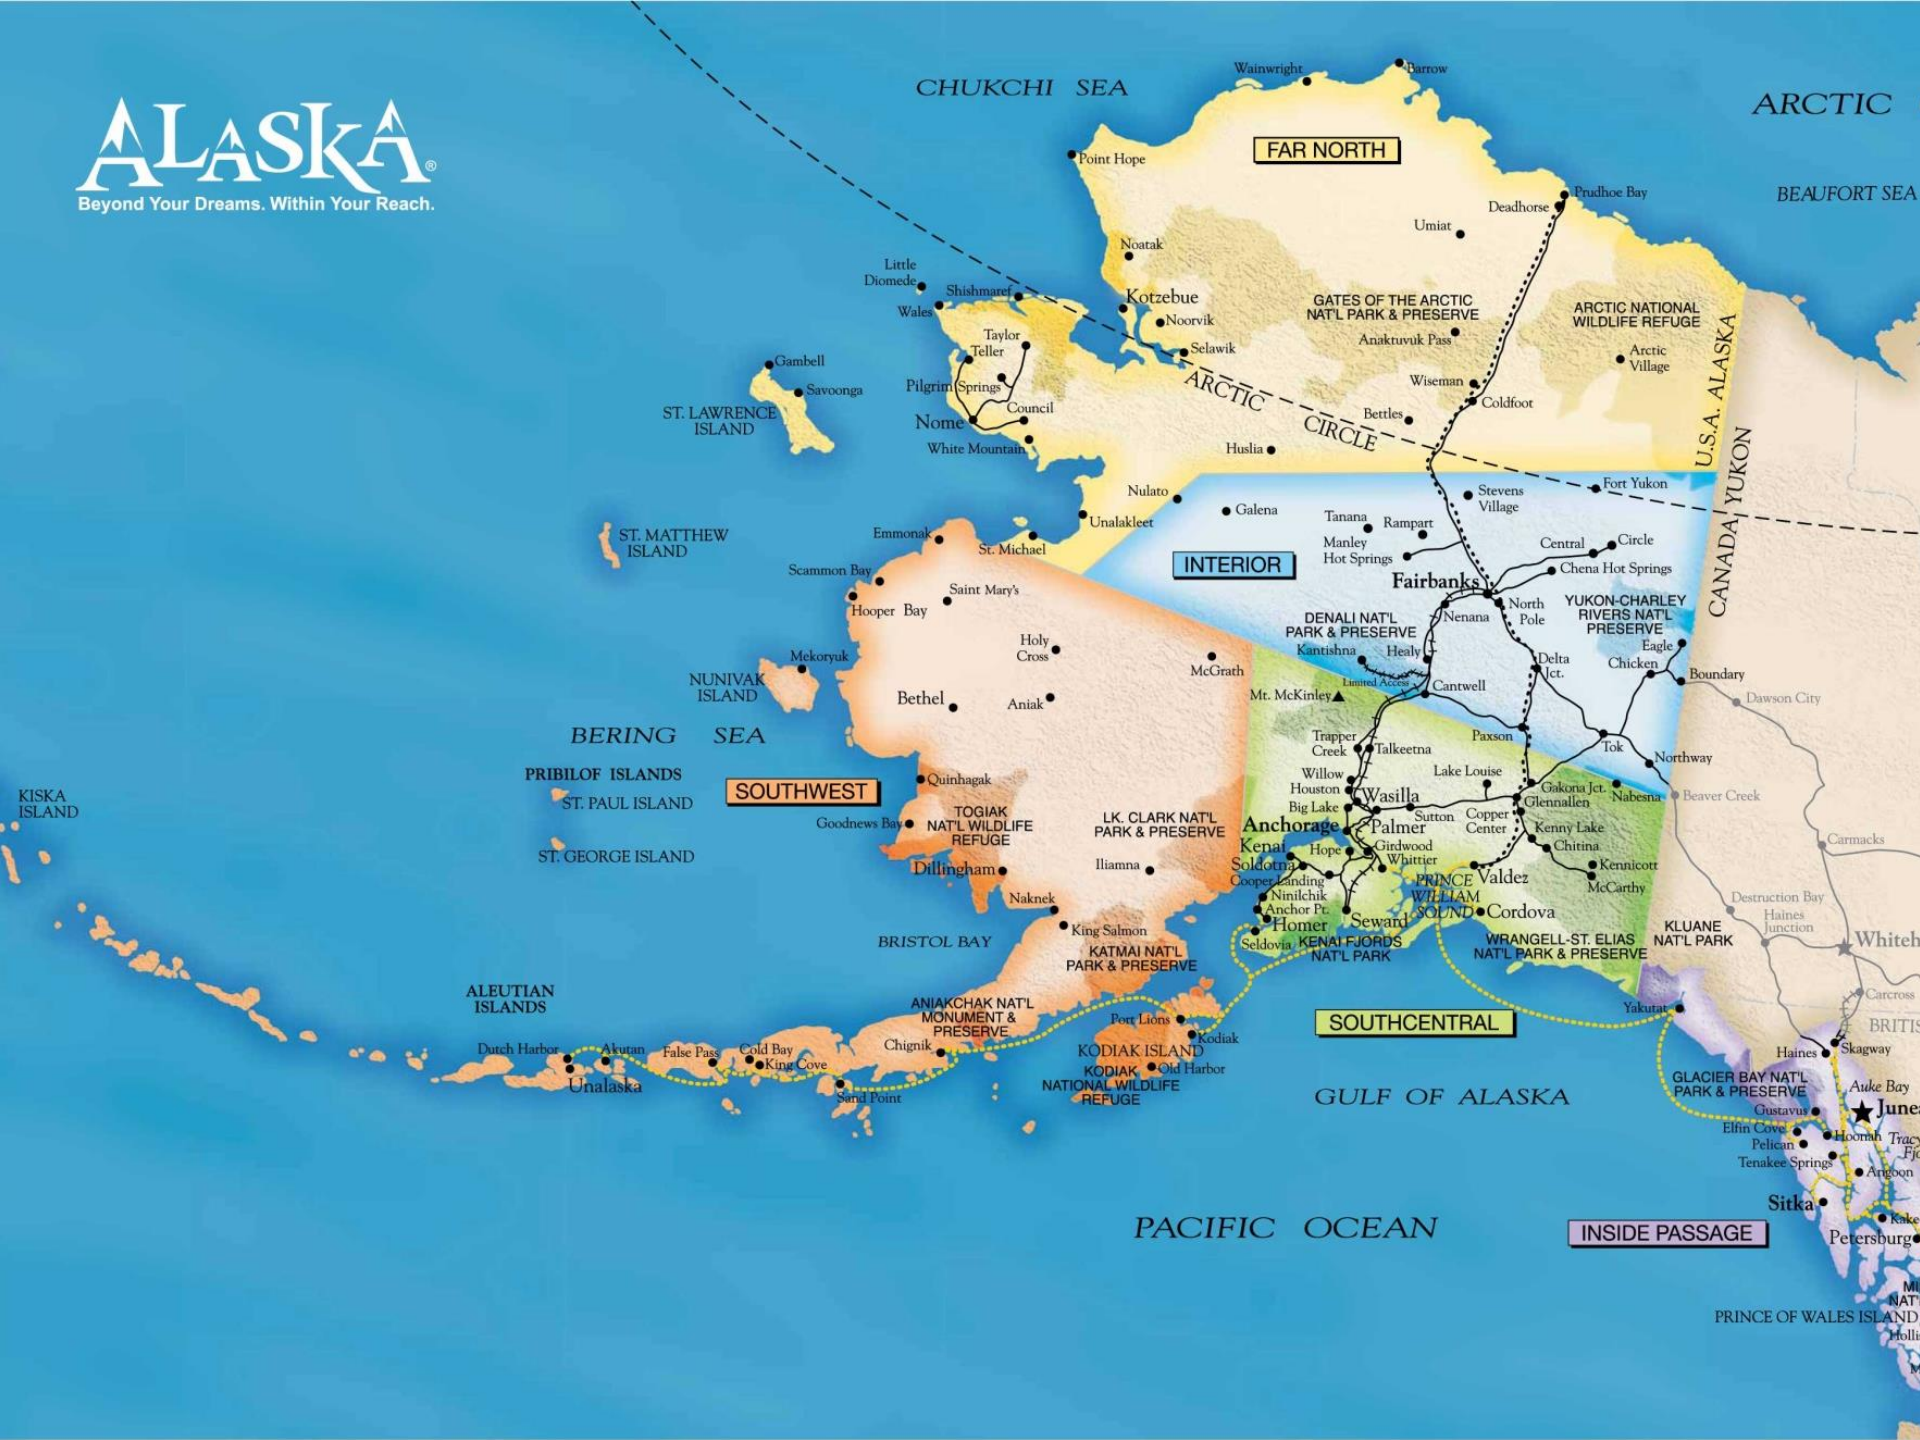 ALASKA®
Beyond Your Dreams. Within Your Reach.
CHUKCHI SEA
ARCTIC
BEAUFORT SEA
Wainwright
Barrow
FAR NORTH
Point Hope
Prudhoe Bay
Deadhorse
Umiat
Noatak
Little
Diomede
Shishmaref
Wales
Kotzebue
Noorvik
Selawik
GATES OF THE ARCTIC
NAT'L PARK & PRESERVE
Anaktuvuk Pass
ARCTIC NATIONAL
WILDLIFE REFUGE
Arctic
Village
U.S.A. ALASKA
CANADA YUKON
Taylor
Teller
Pilgrim Springs
Council
Nome
White Mountain
Gambell
Savoonga
ST. LAWRENCE
ISLAND
ARCTIC CIRCLE
Wiseman
Coldfoot
Bettles
Huslia
Nulato
Galena
Unalakleet
St. Michael
Stevens
Village
Fort Yukon
Tanana
Rampart
Manley
Hot Springs
Central
Circle
Chena Hot Springs
INTERIOR
Fairbanks
North
Pole
Nenana
YUKON-CHARLEY
RIVERS NAT'L
PRESERVE
Eagle
Chicken
Boundary
DENALI NAT'L
PARK & PRESERVE
Kantishna
Healy
Limited Access
Cantwell
Delta
Jct.
Mt. McKinley
Paxson
Tok
Northway
Dawson City
Beaver Creek
Carmacks
Destruction Bay
Haines
Junction
Whiteh
Carcross
BRITIS
ST. MATTHEW
ISLAND
Emmonak
Scammon Bay
Hooper Bay
Saint Mary's
Holy
Cross
McGrath
Mekoryuk
NUNIVAK
ISLAND
Bethel
Aniak
BERING SEA
PRIBILOF ISLANDS
ST. PAUL ISLAND
ST. GEORGE ISLAND
SOUTHWEST
Quinhagak
Goodnews Bay
TOGIAK
NAT'L WILDLIFE
REFUGE
LK. CLARK NAT'L
PARK & PRESERVE
Iliamna
Dillingham
Naknek
King Salmon
KATMAI NAT'L
PARK & PRESERVE
BRISTOL BAY
KISKA
ISLAND
ALEUTIAN
ISLANDS
ANIAKCHAK NAT'L
MONUMENT &
PRESERVE
Chignik
Dutch Harbor
Akutan
Unalaska
False Pass
Cold Bay
King Cove
Sand Point
Port Lions
Kodiak
KODIAK ISLAND
KODIAK
NATIONAL WILDLIFE
REFUGE
Old Harbor
Trapper
Creek
Talkeetna
Willow
Houston
Big Lake
Wasilla
Lake Louise
Sutton
Palmer
Anchorage
Copper
Center
Gakona Jct.
Glennallen
Nabesna
Kenny Lake
Chitina
Kennicott
McCarthy
Kenai
Soldotna
Hope
Girdwood
Whittier
Cooper Landing
Ninilchik
Anchor Pt.
Homer
Seldovia
Seward
KENAI FJORDS
NAT'L PARK
PRINCE
WILLIAM
SOUND
Valdez
Cordova
WRANGELL-ST. ELIAS
NAT'L PARK & PRESERVE
KLUANE
NAT'L PARK
SOUTHCENTRAL
GULF OF ALASKA
PACIFIC OCEAN
Yakutat
Haines
Skagway
GLACIER BAY NAT'L
PARK & PRESERVE
Auke Bay
June
Gustavus
Elfin Cove
Pelican
Hoonah
Tracy
Fjo
Tenakee Springs
Angoon
Sitka
Kake
Petersburg
INSIDE PASSAGE
MI
NAT'
PRINCE OF WALES ISLAND
Holli